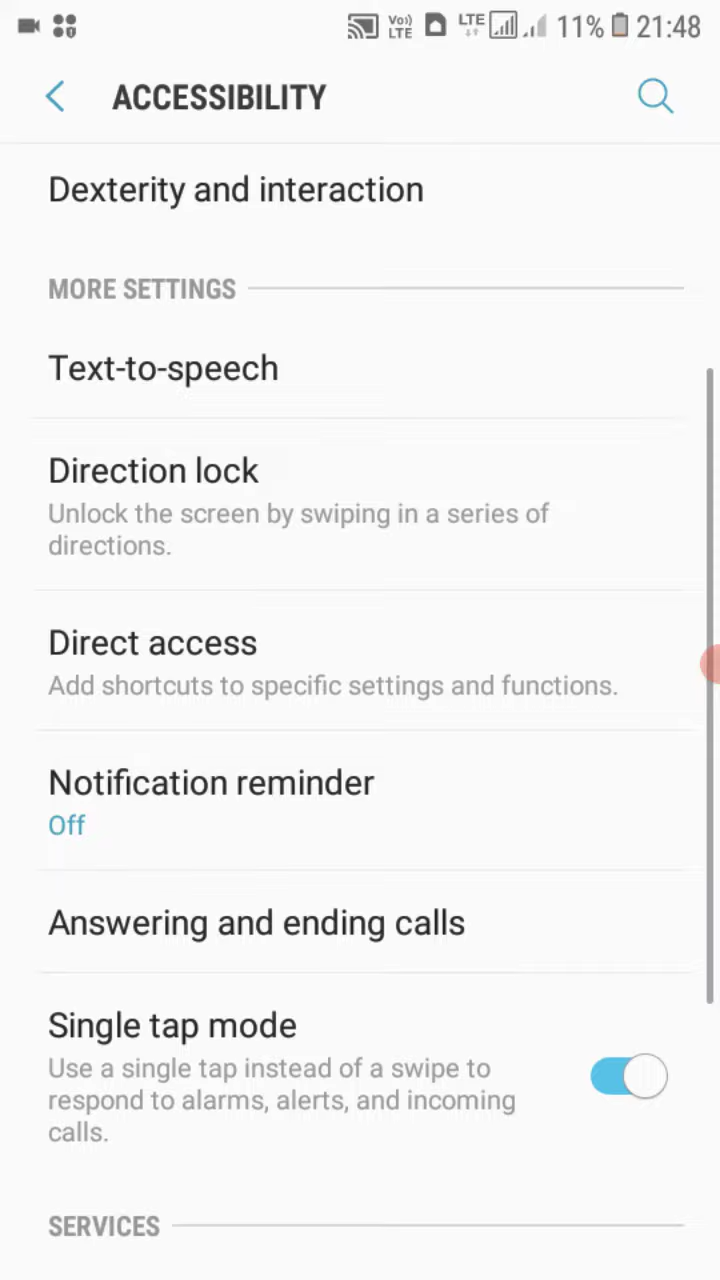 Vo)) LTE LTE 11% 21:48
ACCESSIBILITY
Dexterity and interaction
MORE SETTINGS
Text-to-speech
Direction lock
Unlock the screen by swiping in a series of
directions.
Direct access
Add shortcuts to specific settings and functions.
Notification reminder
Off
Answering and ending calls
Single tap mode
Use a single tap instead of a swipe to
respond to alarms, alerts, and incoming
calls.
SERVICES